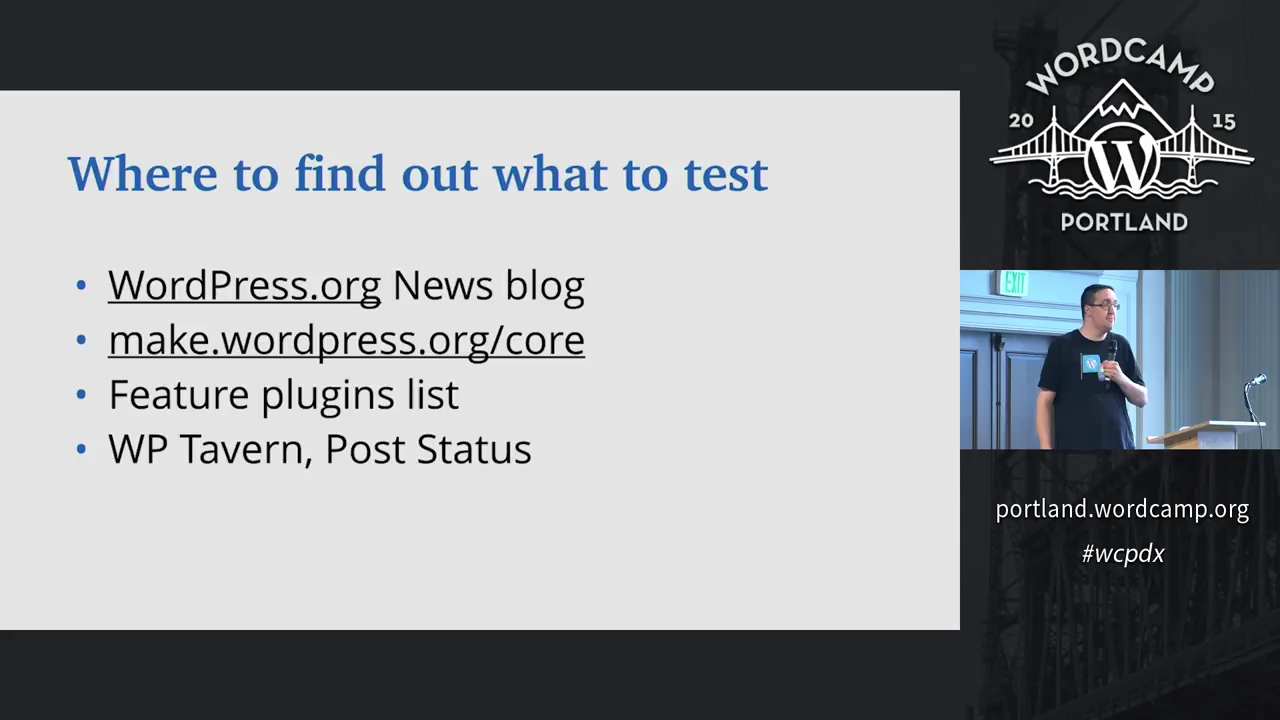 Where to find out what to test
• WordPress.org News blog
• make.wordpress.org/core
• Feature plugins list
• WP Tavern, Post Status
WORDCAMP
20 15
W
PORTLAND
EXIT
W
portland.wordcamp.org
#wcpdx